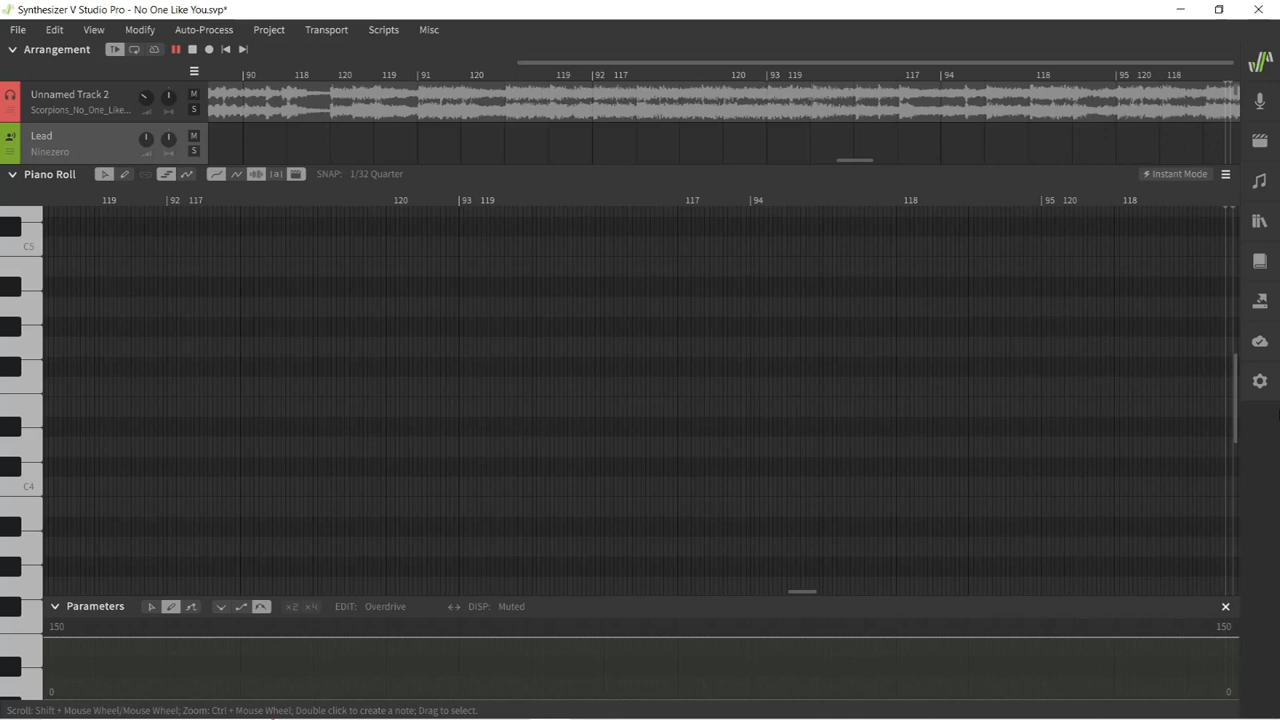 Synthesizer V Studio Pro - No One Like You.svp*
File Edit View Modify Auto-Process Project Transport Scripts Misc
Arrangement
90 118 120 119 91 120 119 92 117 120 93 119 117 94 118 95 120 118
Unnamed Track 2 M
Scorpions_No_One_Like... S
Lead M
Ninezero S
Piano Roll SNAP: 1/32 Quarter Instant Mode
119 92 117 120 93 119 117 94 118 95 120 118
C5
C4
Parameters x2 x4 EDIT: Overdrive DISP: Muted
150 150
0 0
Scroll: Shift + Mouse Wheel/Mouse Wheel; Zoom: Ctrl + Mouse Wheel; Double click to create a note; Drag to select.